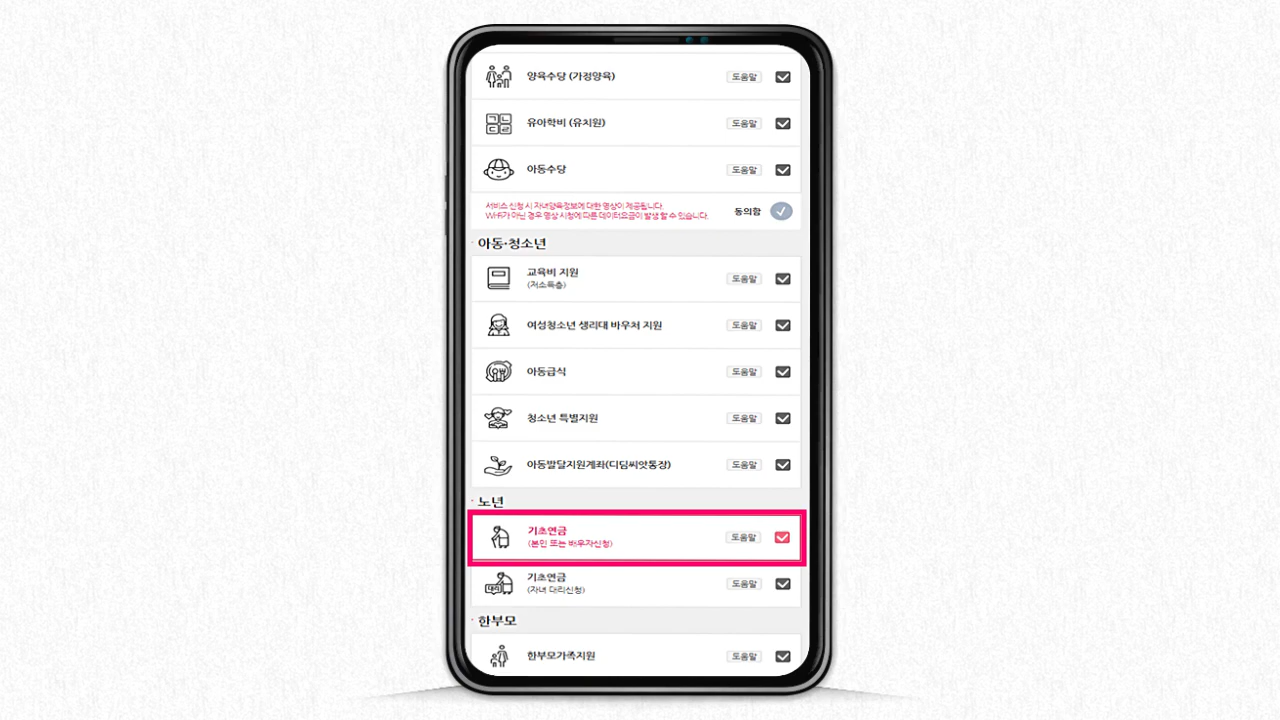 양육수당 (가정양육)
도움말
유아학비 (유치원)
도움말
아동수당
도움말
서비스 신청 시 자녀양육정보에 대한 영상이 제공됩니다.
Wi-Fi가 아닌 경우 영상 시청에 따른 데이터요금이 발생 할 수 있습니다.
동의함
아동·청소년
교육비 지원
(저소득층)
도움말
여성청소년 생리대 바우처 지원
도움말
아동급식
도움말
청소년 특별지원
도움말
아동발달지원계좌(디딤씨앗통장)
도움말
노년
기초연금
(본인 또는 배우자신청)
도움말
기초연금
(자녀 대리신청)
대리
도움말
한부모
한부모가족지원
도움말